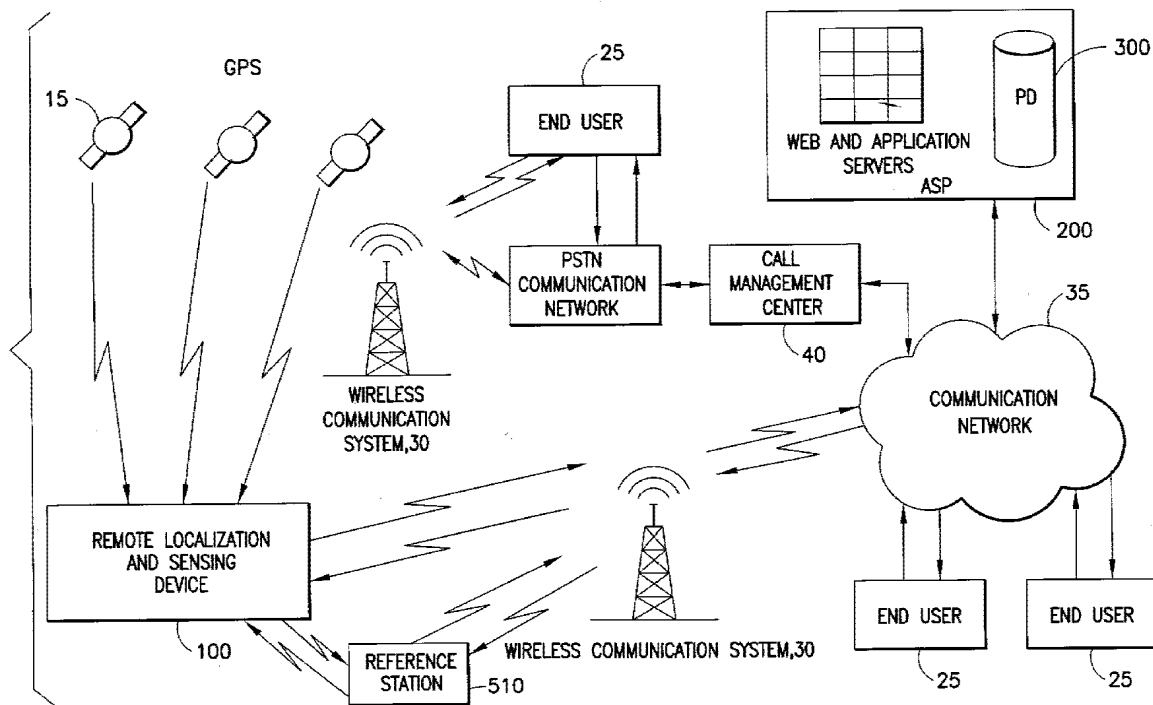 GPS
15
25
END USER
300
PD
WEB AND APPLICATION
SERVERS
ASP
200
PSTN
COMMUNICATION
NETWORK
CALL
MANAGEMENT
CENTER
40
35
COMMUNICATION
NETWORK
WIRELESS
COMMUNICATION
SYSTEM,30
REMOTE LOCALIZATION
AND SENSING
DEVICE
100
REFERENCE
STATION
510
WIRELESS COMMUNICATION SYSTEM,30
END USER
25
END USER
25